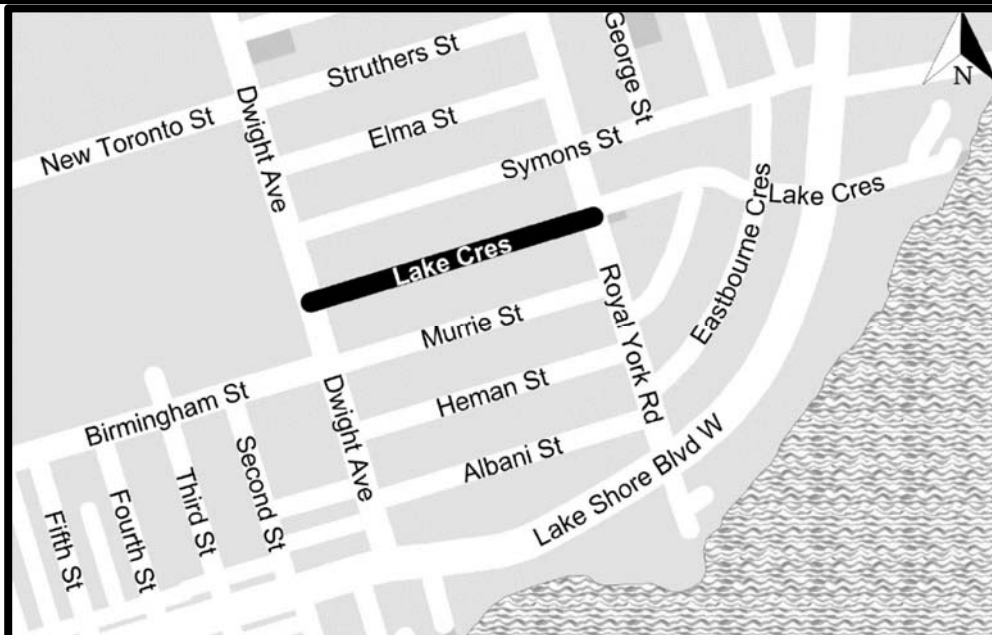 George St
N
Struthers St
New Toronto St
Dwight Ave
Elma St
Symons St
Lake Cres
Eastbourne Cres
Lake Cres
Royal York Rd
Murrie St
Birmingham St
Heman St
Dwight Ave
Albani St
Lake Shore Blvd W
Second St
Third St
Fourth St
Fifth St